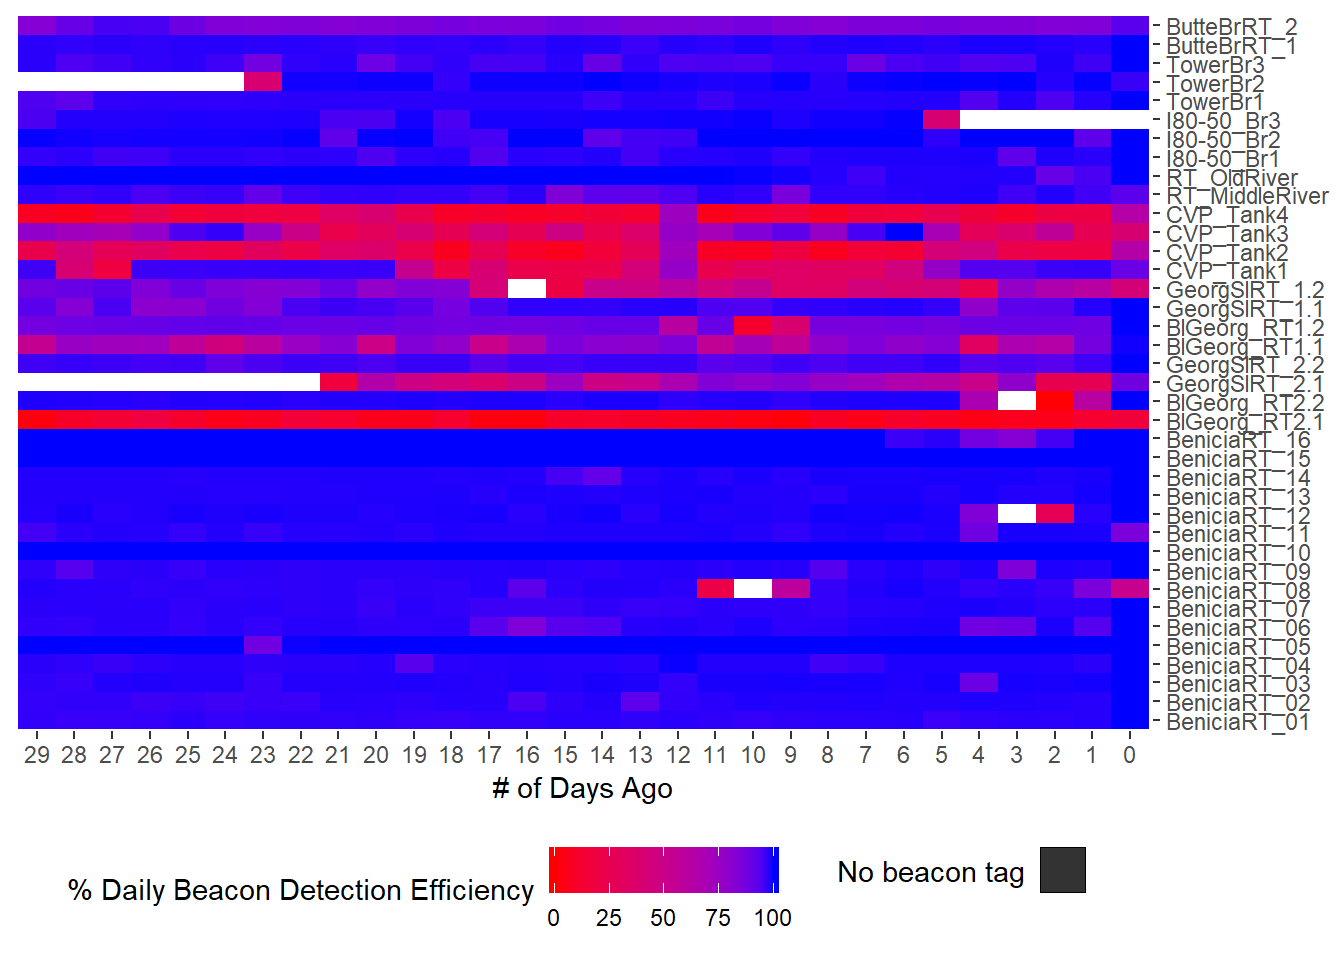 ButteBrRT_2
ButteBrRT_1
TowerBr3
TowerBr2
TowerBr1
I80-50_Br3
I80-50_Br2
I80-50_Br1
RT_OldRiver
RT_MiddleRiver
CVP_Tank4
CVP_Tank3
CVP_Tank2
CVP_Tank1
GeorgSlRT_1.2
GeorgSlRT_1.1
BlGeorg_RT1.2
BlGeorg_RT1.1
GeorgSlRT_2.2
GeorgSlRT_2.1
BlGeorg_RT2.2
BlGeorg_RT2.1
BeniciaRT_16
BeniciaRT_15
BeniciaRT_14
BeniciaRT_13
BeniciaRT_12
BeniciaRT_11
BeniciaRT_10
BeniciaRT_09
BeniciaRT_08
BeniciaRT_07
BeniciaRT_06
BeniciaRT_05
BeniciaRT_04
BeniciaRT_03
BeniciaRT_02
BeniciaRT_01
29 28 27 26 25 24 23 22 21 20 19 18 17 16 15 14 13 12 11 10 9 8 7 6 5 4 3 2 1 0
# of Days Ago
% Daily Beacon Detection Efficiency
0 25 50 75 100
No beacon tag